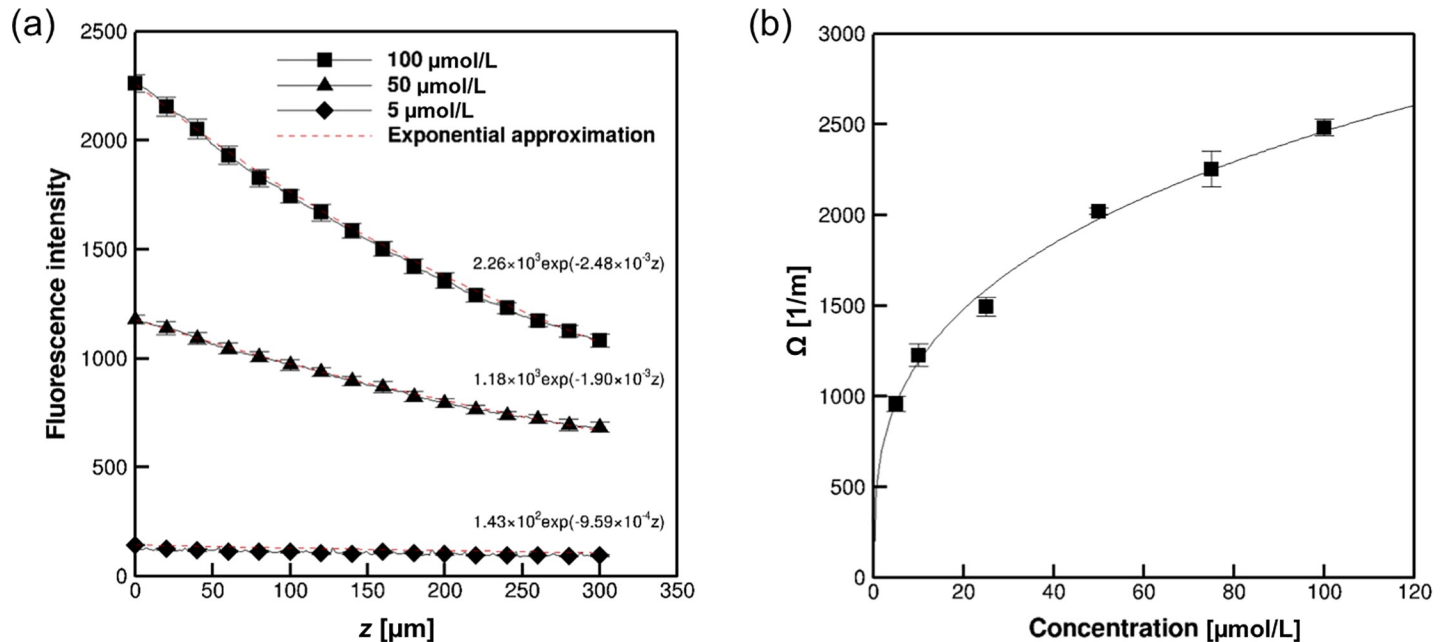 (a)
2500
2000
1500
1000
500
0
Fluorescence intensity
100 µmol/L
50 µmol/L
5 µmol/L
Exponential approximation
2.26×10³exp(-2.48×10⁻³z)
1.18×10³exp(-1.90×10⁻³z)
1.43×10²exp(-9.59×10⁻⁴z)
0 50 100 150 200 250 300 350
z [µm]
(b)
3000
2500
2000
1500
1000
500
0
Ω [1/m]
0 20 40 60 80 100 120
Concentration [µmol/L]